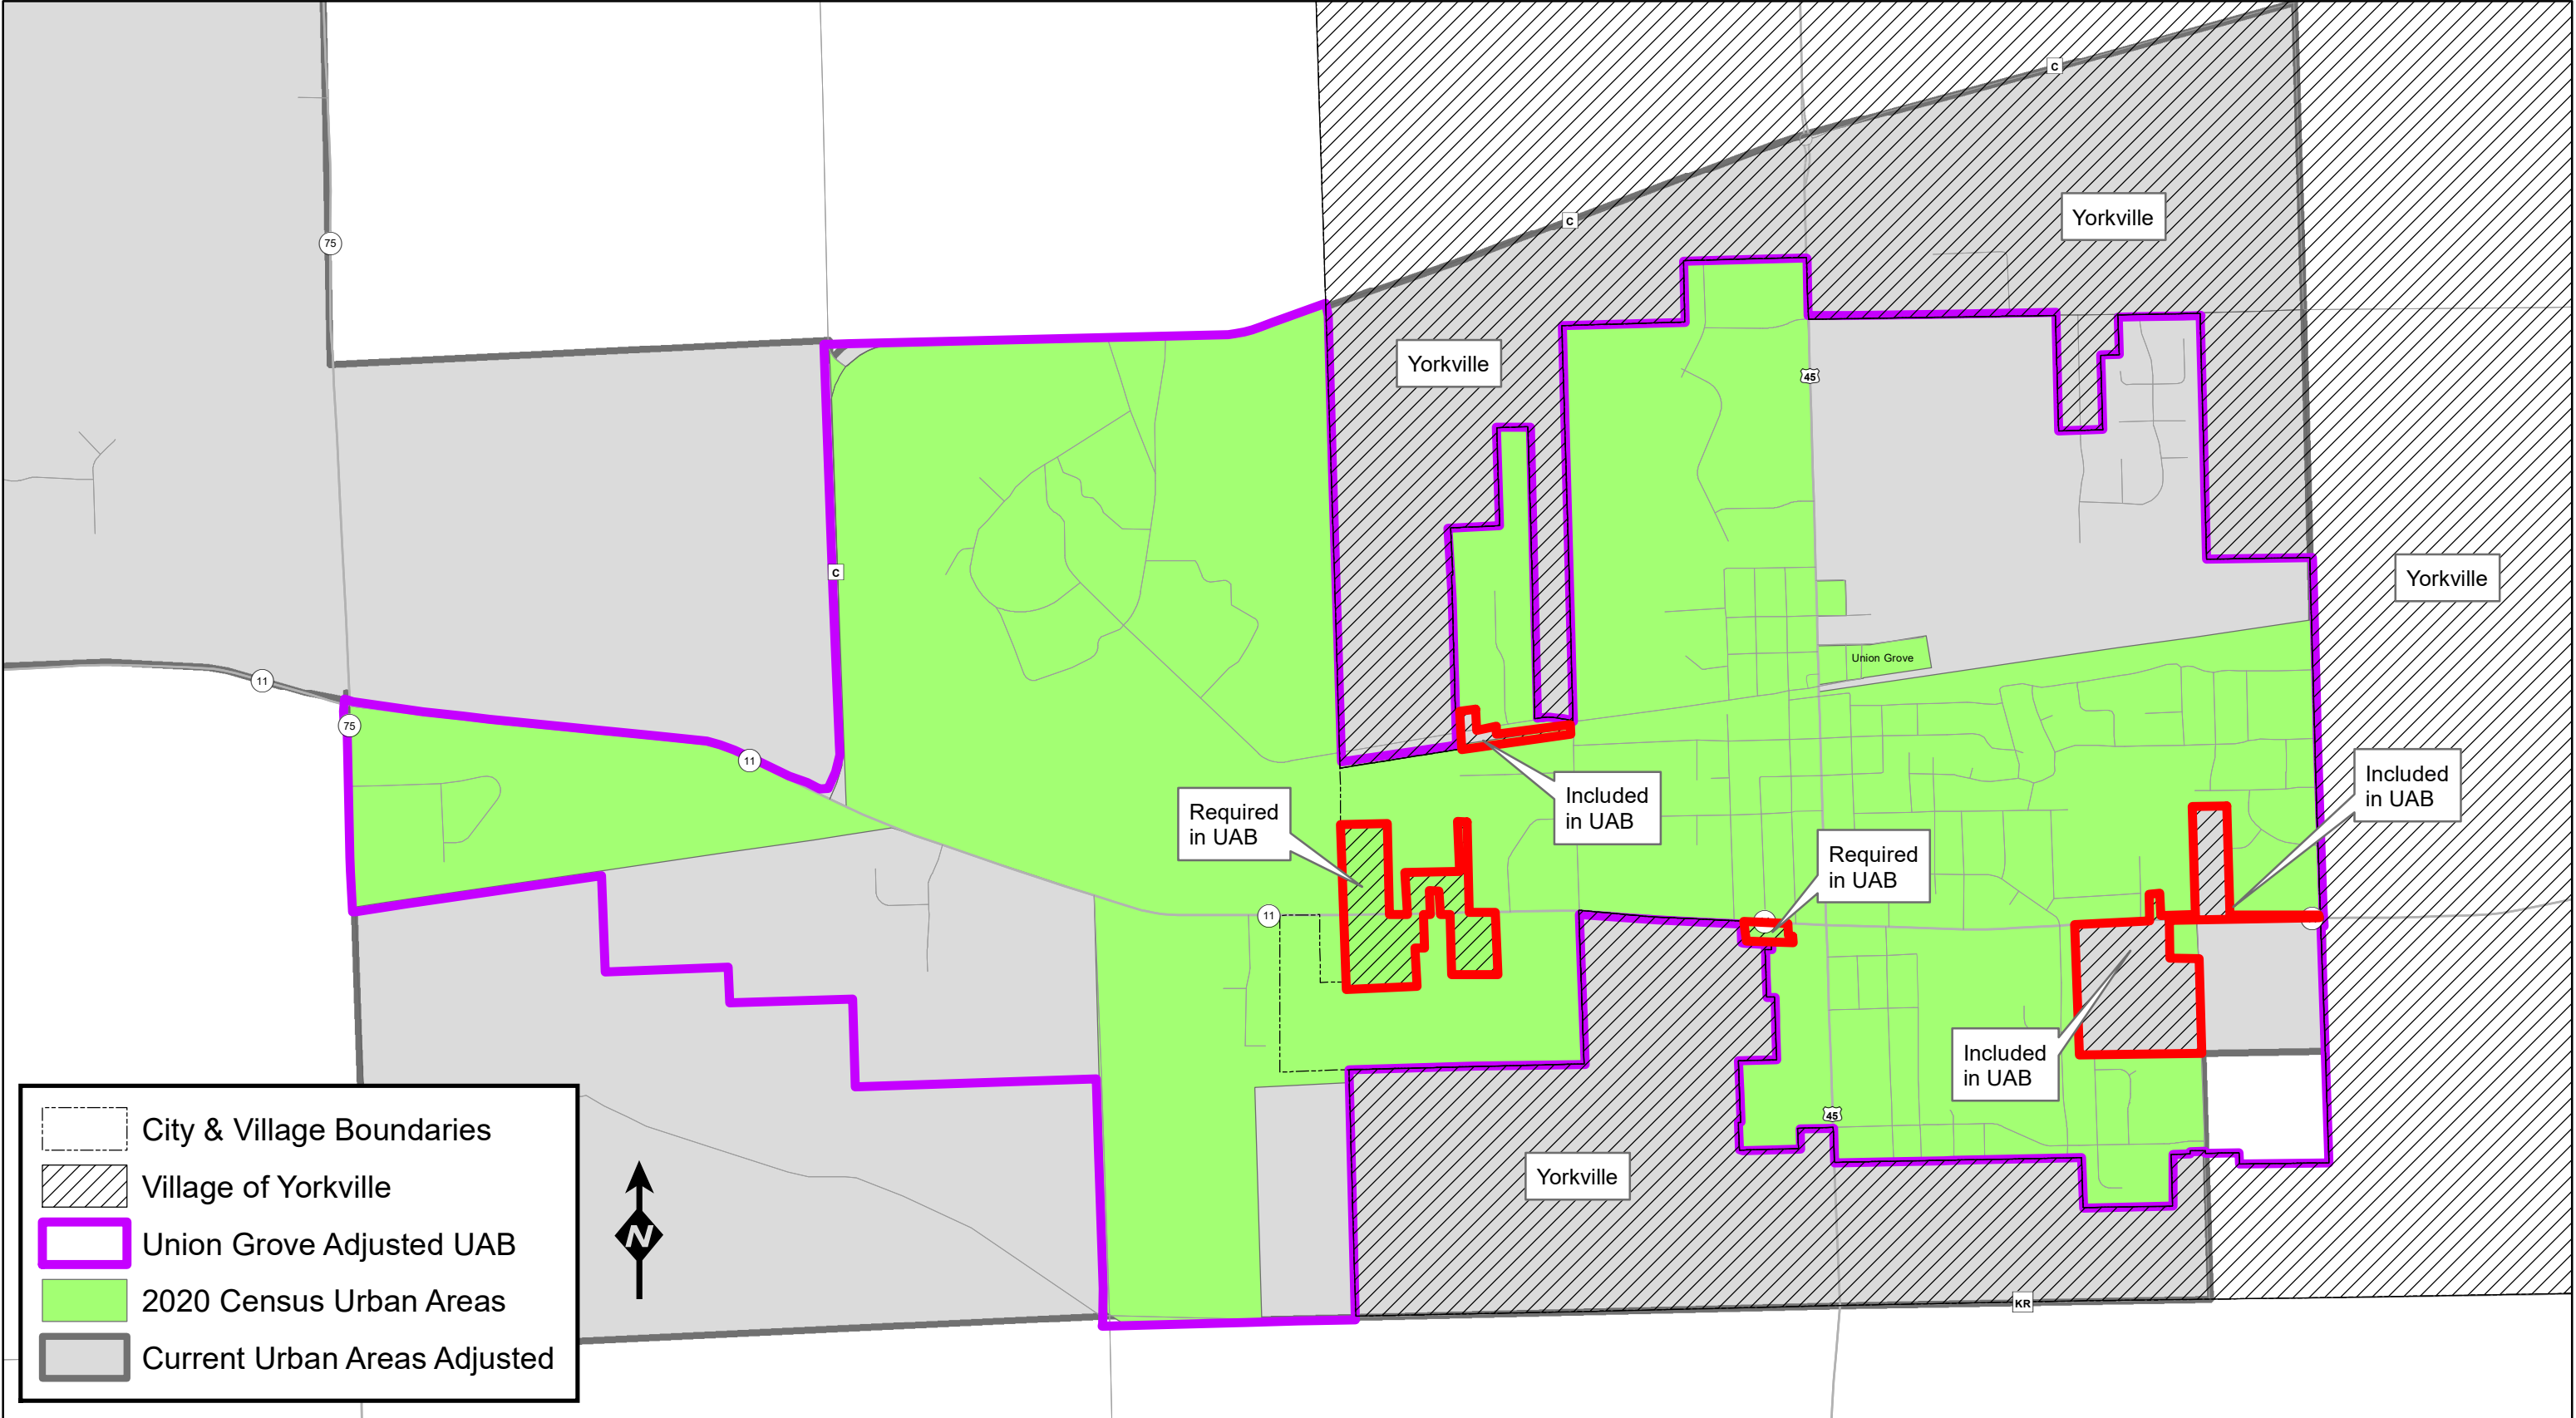 C
C
Yorkville
75
Yorkville
45
C
Yorkville
Union Grove
11
75
11
Included
in UAB
Included
in UAB
Required
in UAB
Required
in UAB
11
Included
in UAB
45
Yorkville
KR
City & Village Boundaries
Village of Yorkville
Union Grove Adjusted UAB
2020 Census Urban Areas
Current Urban Areas Adjusted
N